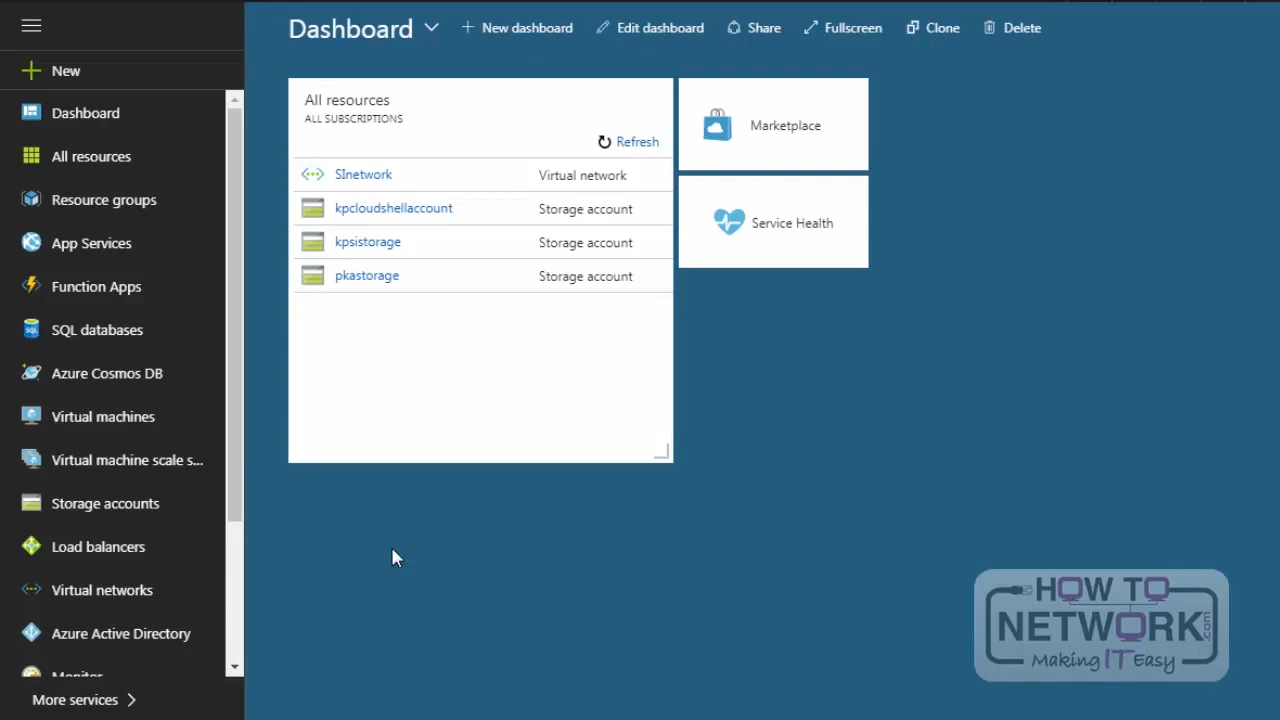 Dashboard
New dashboard
Edit dashboard
Share
Fullscreen
Clone
Delete
New
Dashboard
All resources
Resource groups
App Services
Function Apps
SQL databases
Azure Cosmos DB
Virtual machines
Virtual machine scale s...
Storage accounts
Load balancers
Virtual networks
Azure Active Directory
Monitor
More services
All resources
ALL SUBSCRIPTIONS
Refresh
SInetwork Virtual network
kpcloudshellaccount Storage account
kpsistorage Storage account
pkastorage Storage account
Marketplace
Service Health
HOW TO
NETWORK.com
Making IT Easy